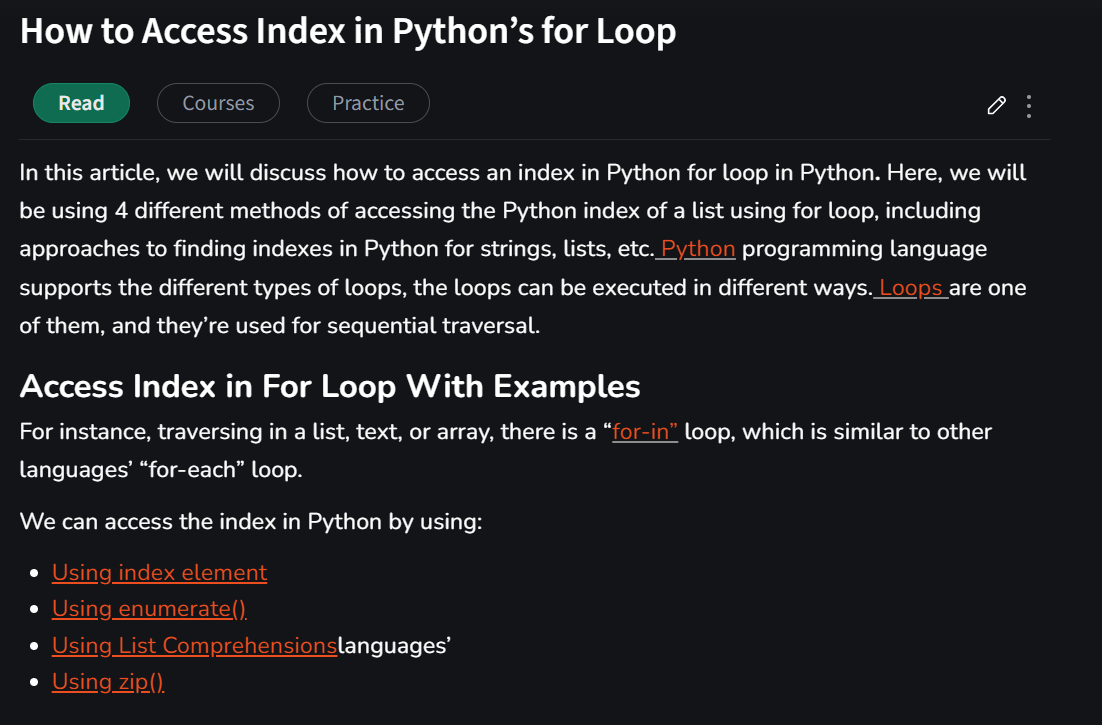 How to Access Index in Python’s for Loop
Read
Courses
Practice
In this article, we will discuss how to access an index in Python for loop in Python. Here, we will
be using 4 different methods of accessing the Python index of a list using for loop, including
approaches to finding indexes in Python for strings, lists, etc. Python programming language
supports the different types of loops, the loops can be executed in different ways. Loops are one
of them, and they’re used for sequential traversal.
Access Index in For Loop With Examples
For instance, traversing in a list, text, or array, there is a “for-in” loop, which is similar to other
languages’ “for-each” loop.
We can access the index in Python by using:
Using index element
Using enumerate()
Using List Comprehensionslanguages’
Using zip()